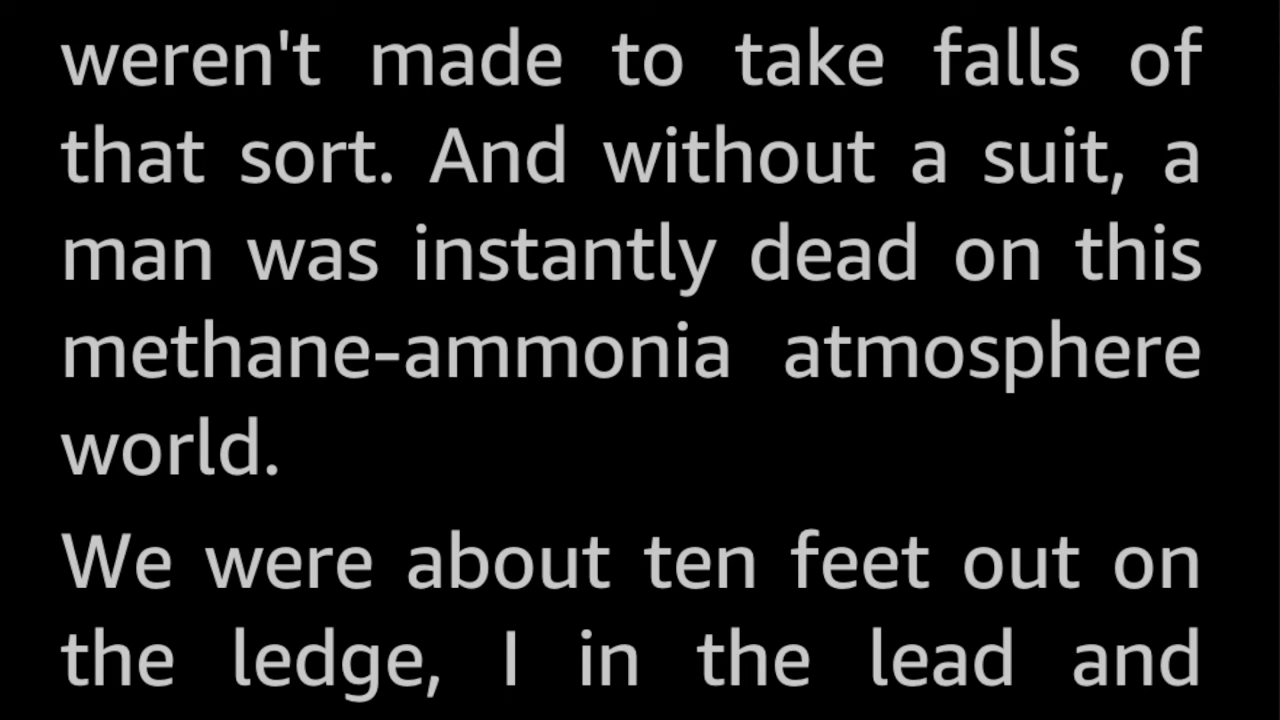 weren't made to take falls of
that sort. And without a suit, a
man was instantly dead on this
methane-ammonia atmosphere
world.
We were about ten feet out on
the ledge, I in the lead and